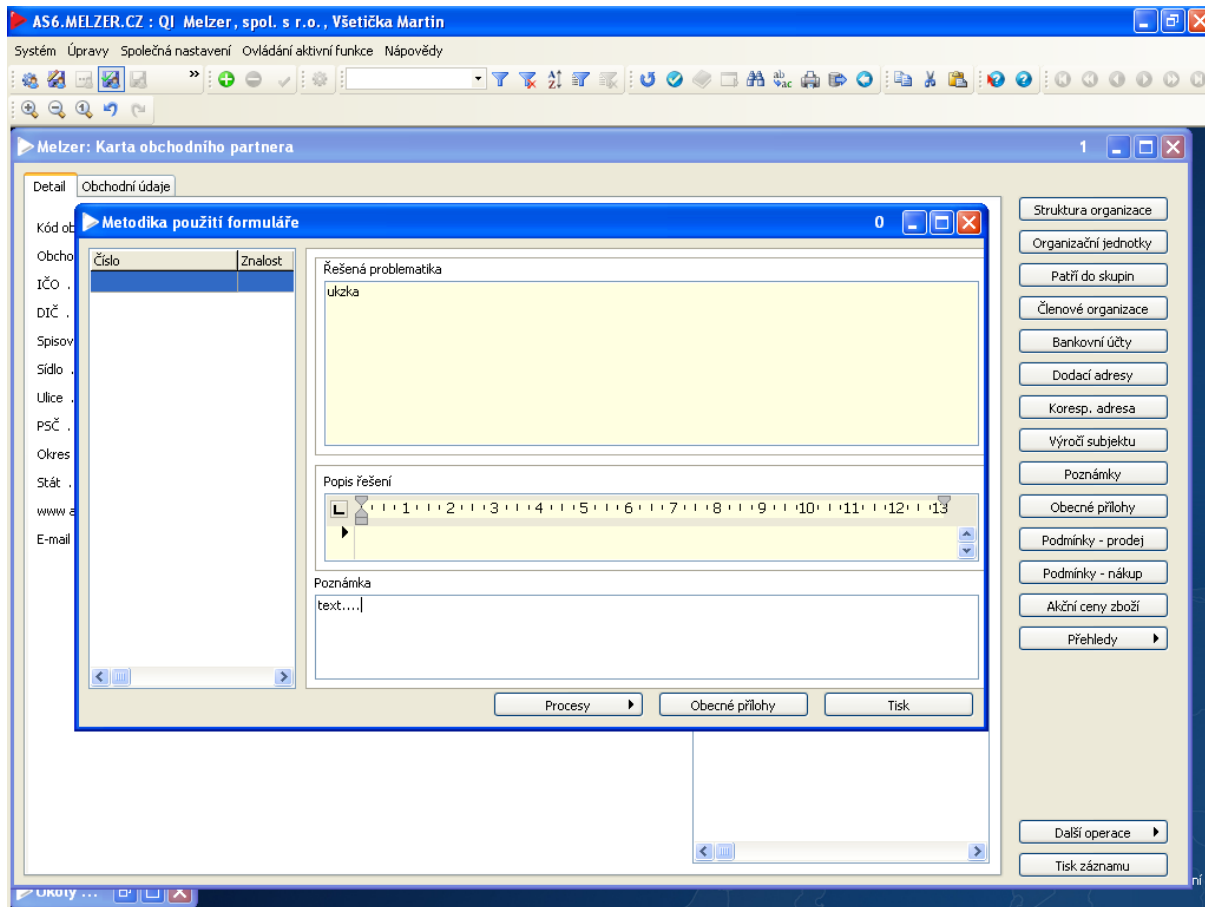 AS6.MELZER.CZ : QI Melzer, spol. s r.o., Všetička Martin
Systém Úpravy Společná nastavení Ovládání aktivní funkce Nápovědy
Melzer: Karta obchodního partnera 1
Detail Obchodní údaje
Kód ob
Obcho
IČO .
DIČ .
Spisov
Sídlo .
Ulice .
PSČ .
Okres
Stát .
www a
E-mail
Metodika použití formuláře 0
Číslo Znalost
Řešená problematika
ukzka
Popis řešení
1 2 3 4 5 6 7 8 9 10 11 12 13
Poznámka
text....
Procesy Obecné přílohy Tisk
Struktura organizace
Organizační jednotky
Patří do skupin
Členové organizace
Bankovní účty
Dodací adresy
Koresp. adresa
Výročí subjektu
Poznámky
Obecné přílohy
Podmínky - prodej
Podmínky - nákup
Akční ceny zboží
Přehledy
Další operace
Tisk záznamu
Úkoly ...
ní